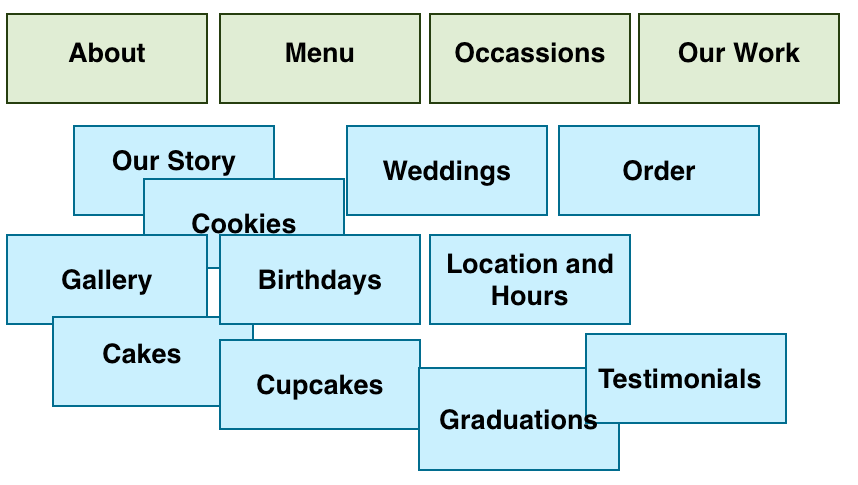 About
Menu
Occassions
Our Work
Our Story
Weddings
Order
Cookies
Gallery
Birthdays
Location and
Hours
Cakes
Cupcakes
Testimonials
Graduations